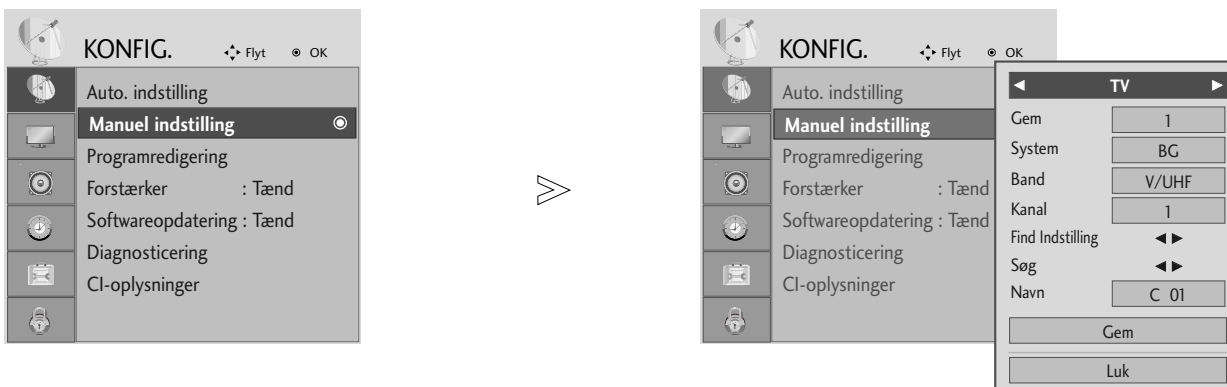 KONFIG. Flyt OK
Auto. indstilling
Manuel indstilling
Programredigering
Forstærker : Tænd
Softwareopdatering : Tænd
Diagnosticering
CI-oplysninger
KONFIG. Flyt OK
Auto. indstilling
Manuel indstilling
Programredigering
Forstærker : Tænd
Softwareopdatering : Tænd
Diagnosticering
CI-oplysninger
◄ TV ►
Gem 1
System BG
Band V/UHF
Kanal 1
Find Indstilling ◄ ►
Søg ◄ ►
Navn C 01
Gem
Luk